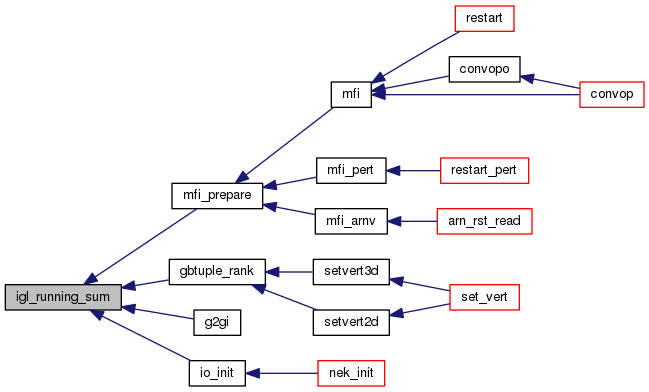 restart
convopo
mfi
convop
mfi_pert
restart_pert
mfi_prepare
mfi_arnv
arn_rst_read
gbtuple_rank
setvert3d
igl_running_sum
set_vert
g2gi
setvert2d
io_init
nek_init